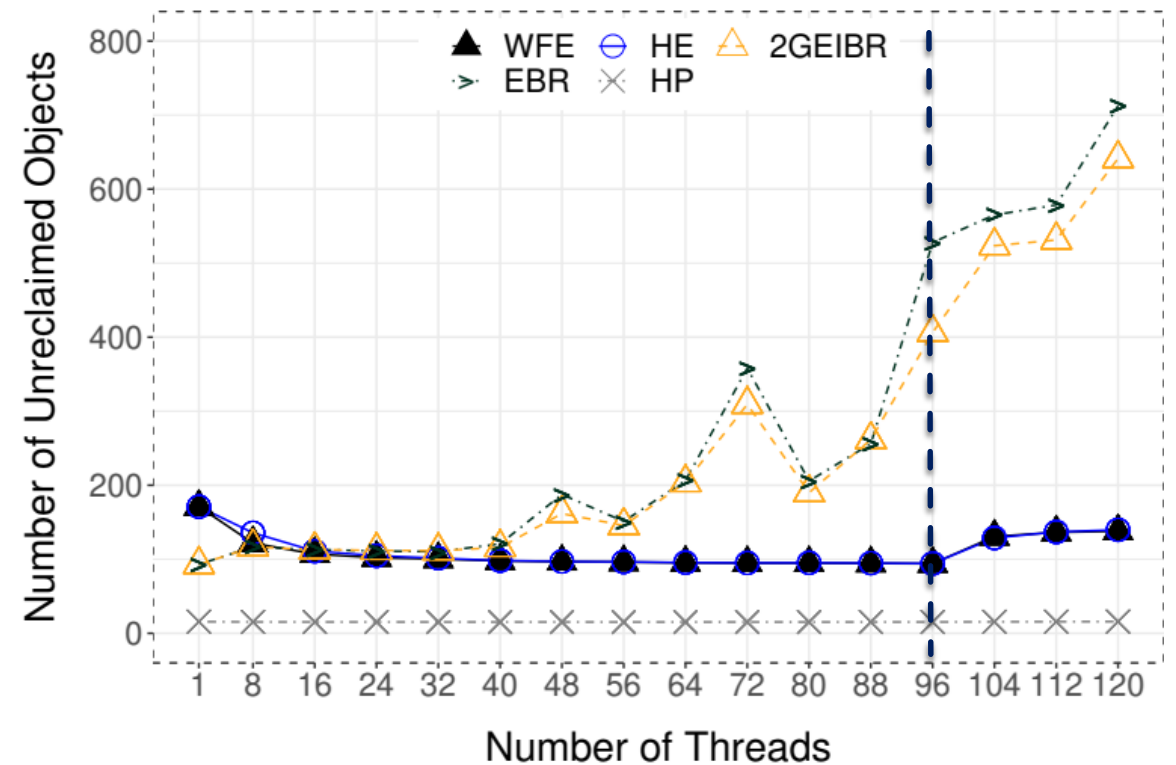 WFE HE 2GEIBR
EBR HP
Number of Unreclaimed Objects
800
600
400
200
0
1 8 16 24 32 40 48 56 64 72 80 88 96 104 112 120
Number of Threads